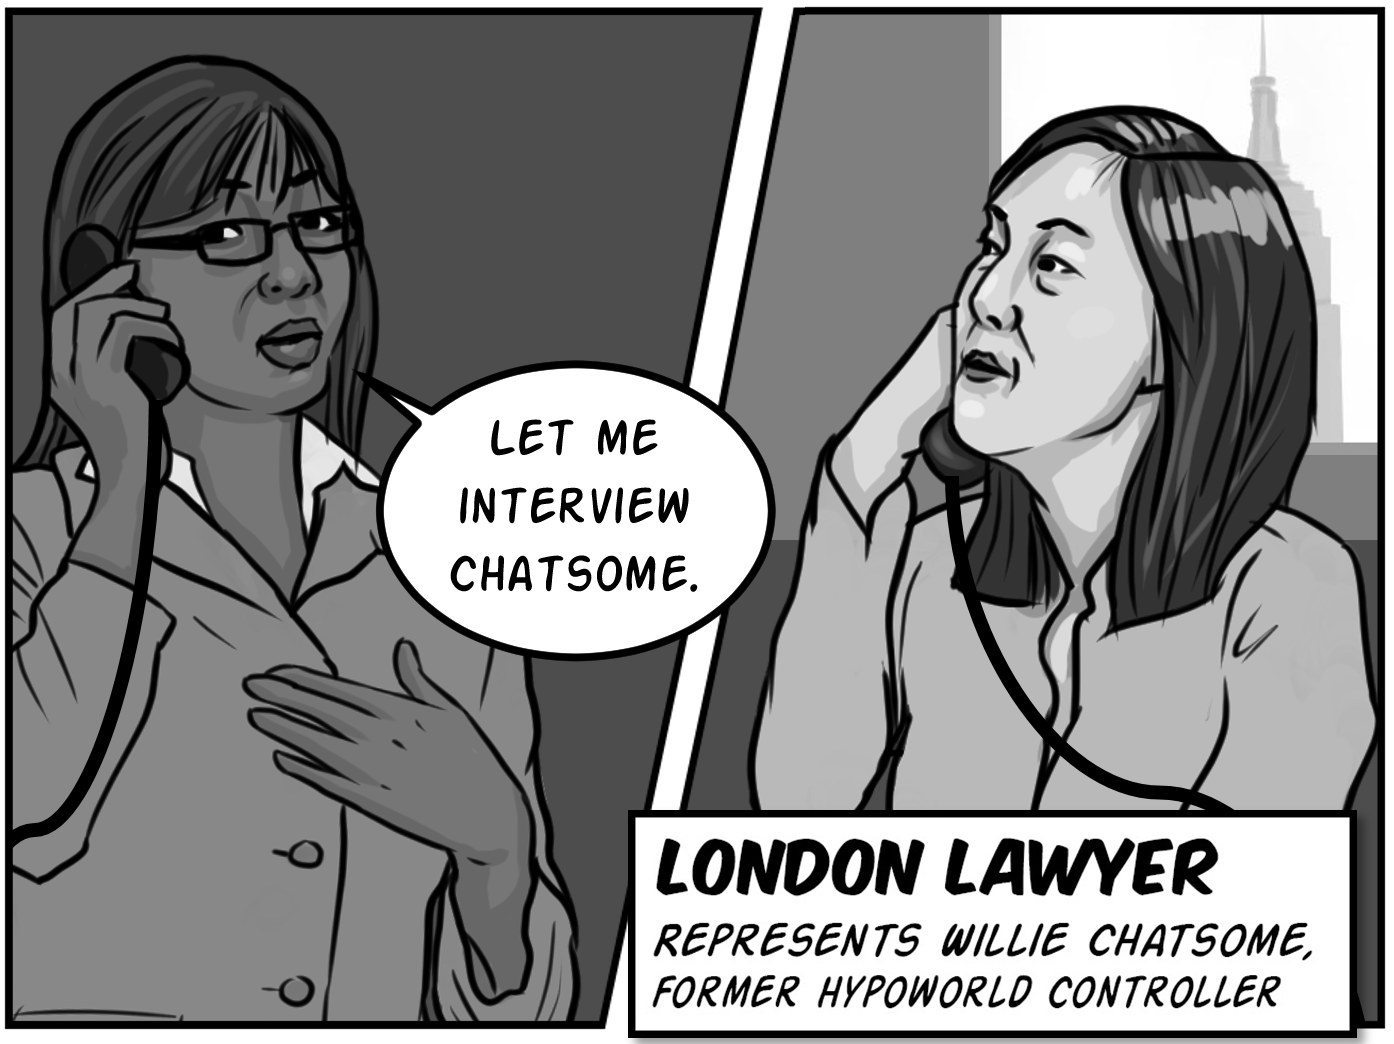 LET ME
INTERVIEW
CHATSOME.
LONDON LAWYER
REPRESENTS WILLIE CHATSOME,
FORMER HYPOWORLD CONTROLLER